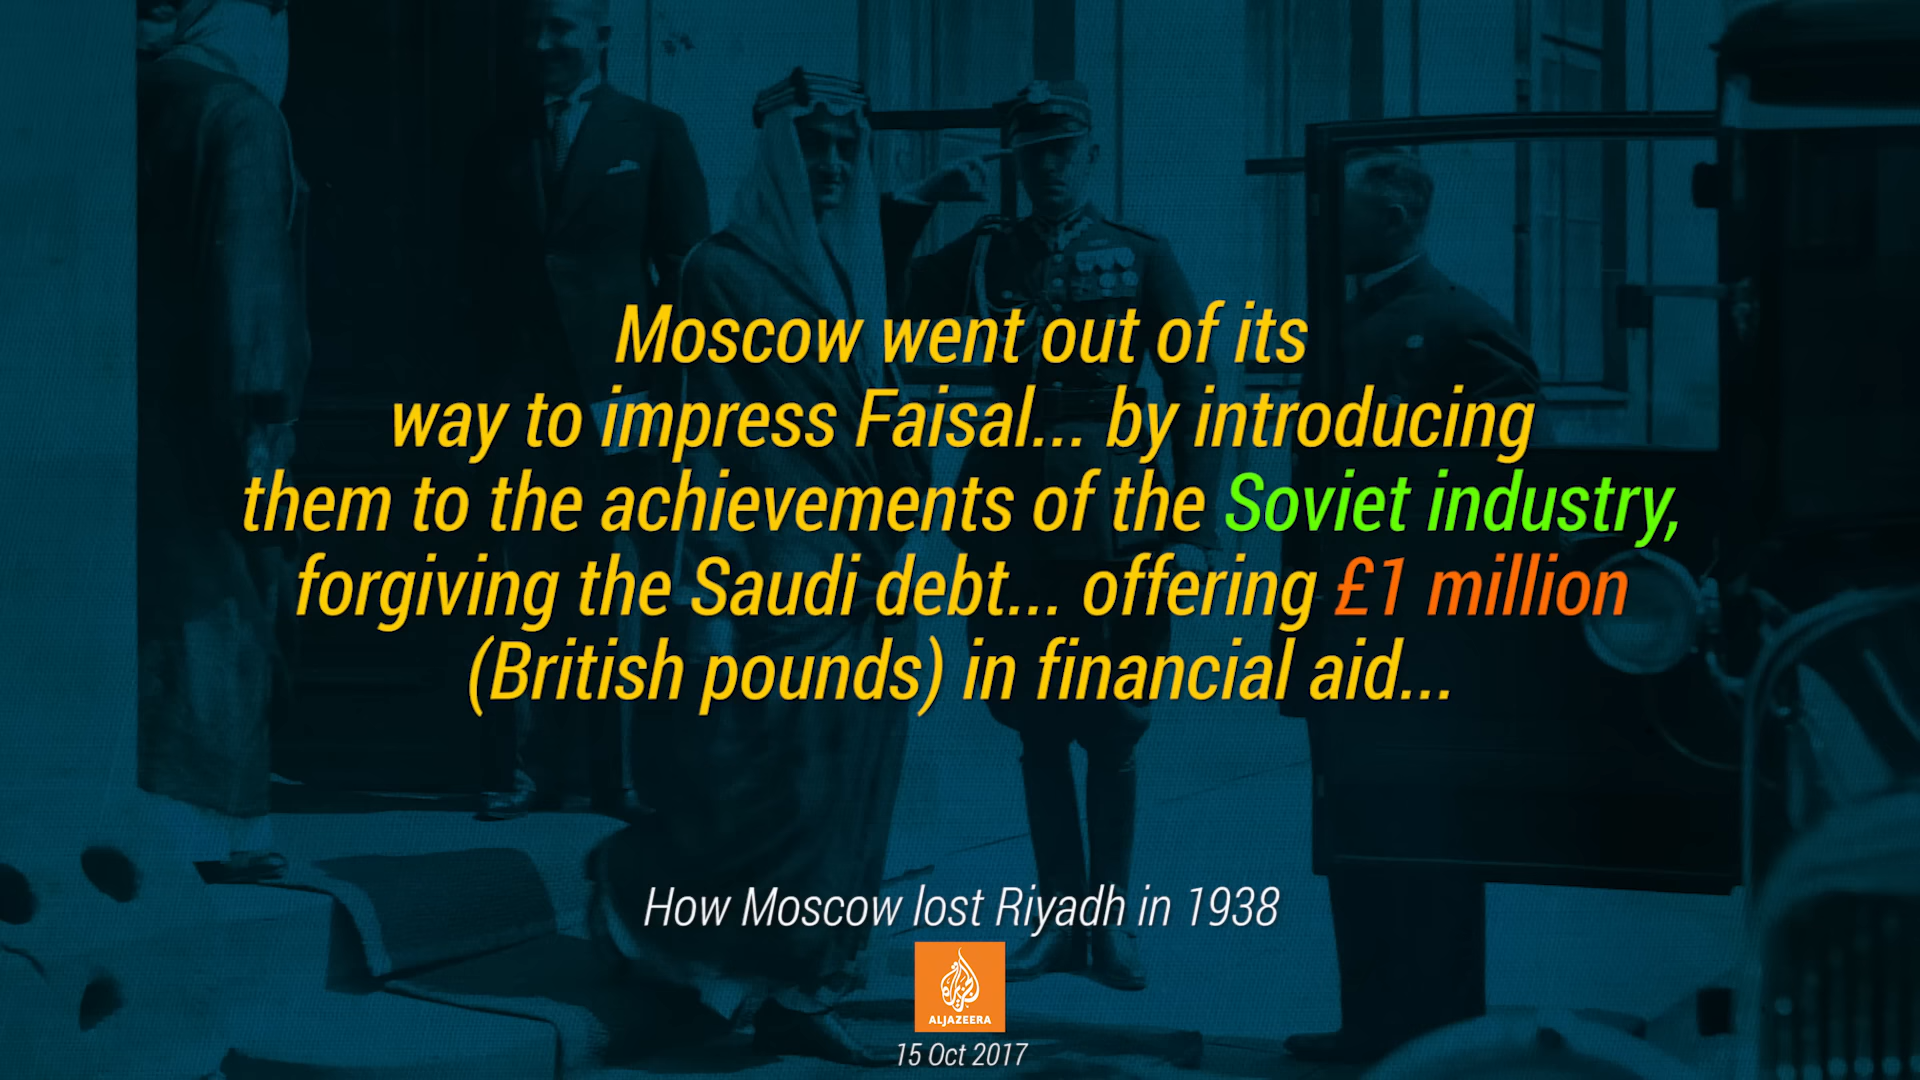 Moscow went out of its
way to impress Faisal... by introducing
them to the achievements of the Soviet industry,
forgiving the Saudi debt... offering £1 million
(British pounds) in financial aid...
How Moscow lost Riyadh in 1938
الجزيرة
ALJAZEERA
15 Oct 2017